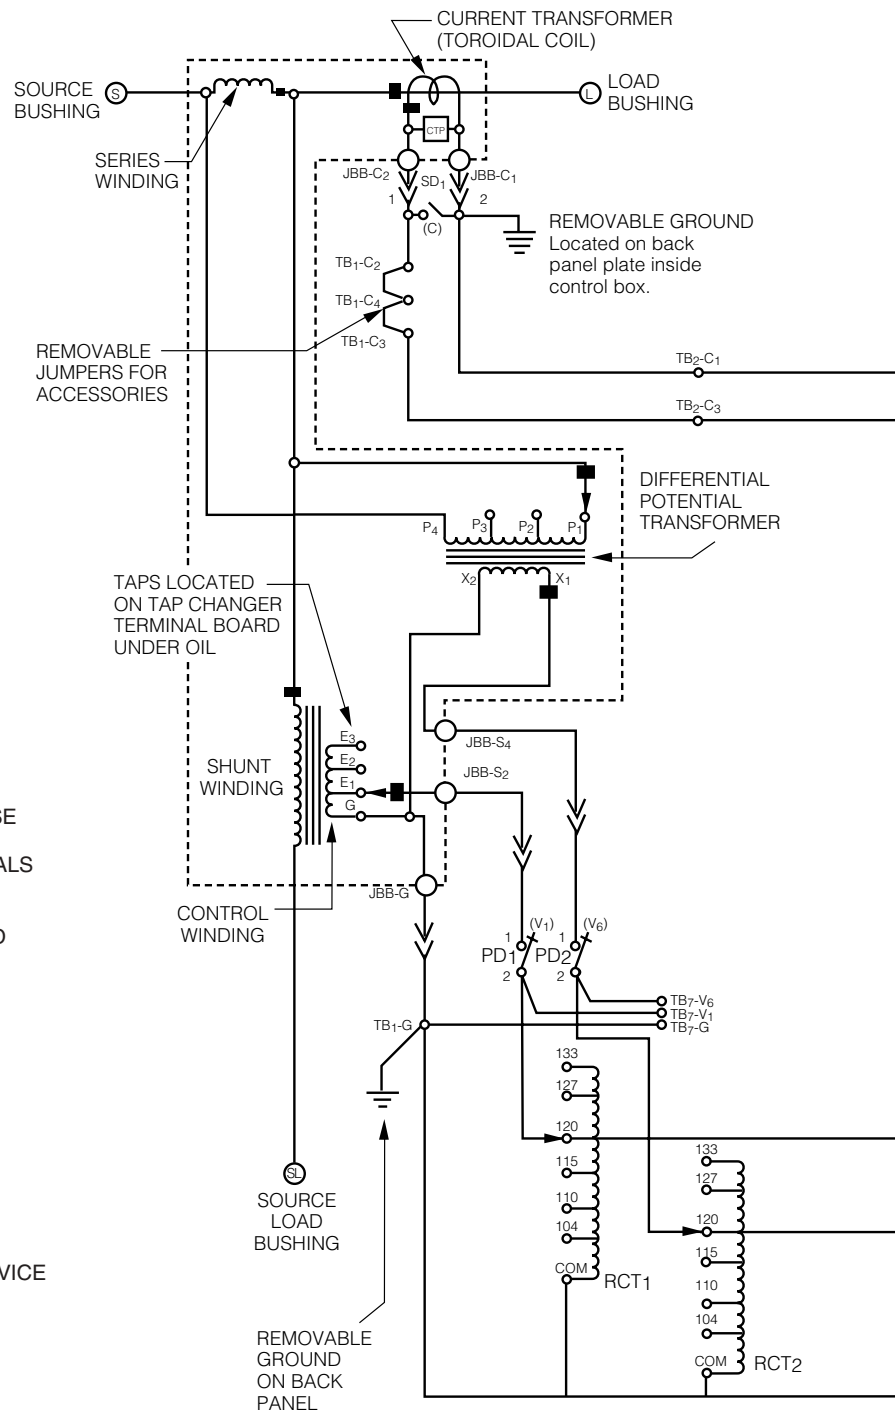 CURRENT TRANSFORMER
(TOROIDAL COIL)
SOURCE
BUSHING
S
L
LOAD
BUSHING
CTP
SERIES
WINDING
JBB-C2
SD1
JBB-C1
1
2
(C)
REMOVABLE GROUND
Located on back
panel plate inside
control box.
TB1-C2
TB1-C4
TB1-C3
REMOVABLE
JUMPERS FOR
ACCESSORIES
TB2-C1
TB2-C3
DIFFERENTIAL
POTENTIAL
TRANSFORMER
P4
P3
P2
P1
X2
X1
TAPS LOCATED
ON TAP CHANGER
TERMINAL BOARD
UNDER OIL
E3
E2
E1
G
SHUNT
WINDING
JBB-S4
JBB-S2
SE
ALS
JBB-G
CONTROL
WINDING
D
1
(V1)
1
(V6)
PD1
PD2
2
2
TB7-V6
TB7-V1
TB7-G
TB1-G
133
127
120
115
110
104
COM
RCT1
133
127
120
115
110
104
COM
RCT2
SL
SOURCE
LOAD
BUSHING
VICE
REMOVABLE
GROUND
ON BACK
PANEL